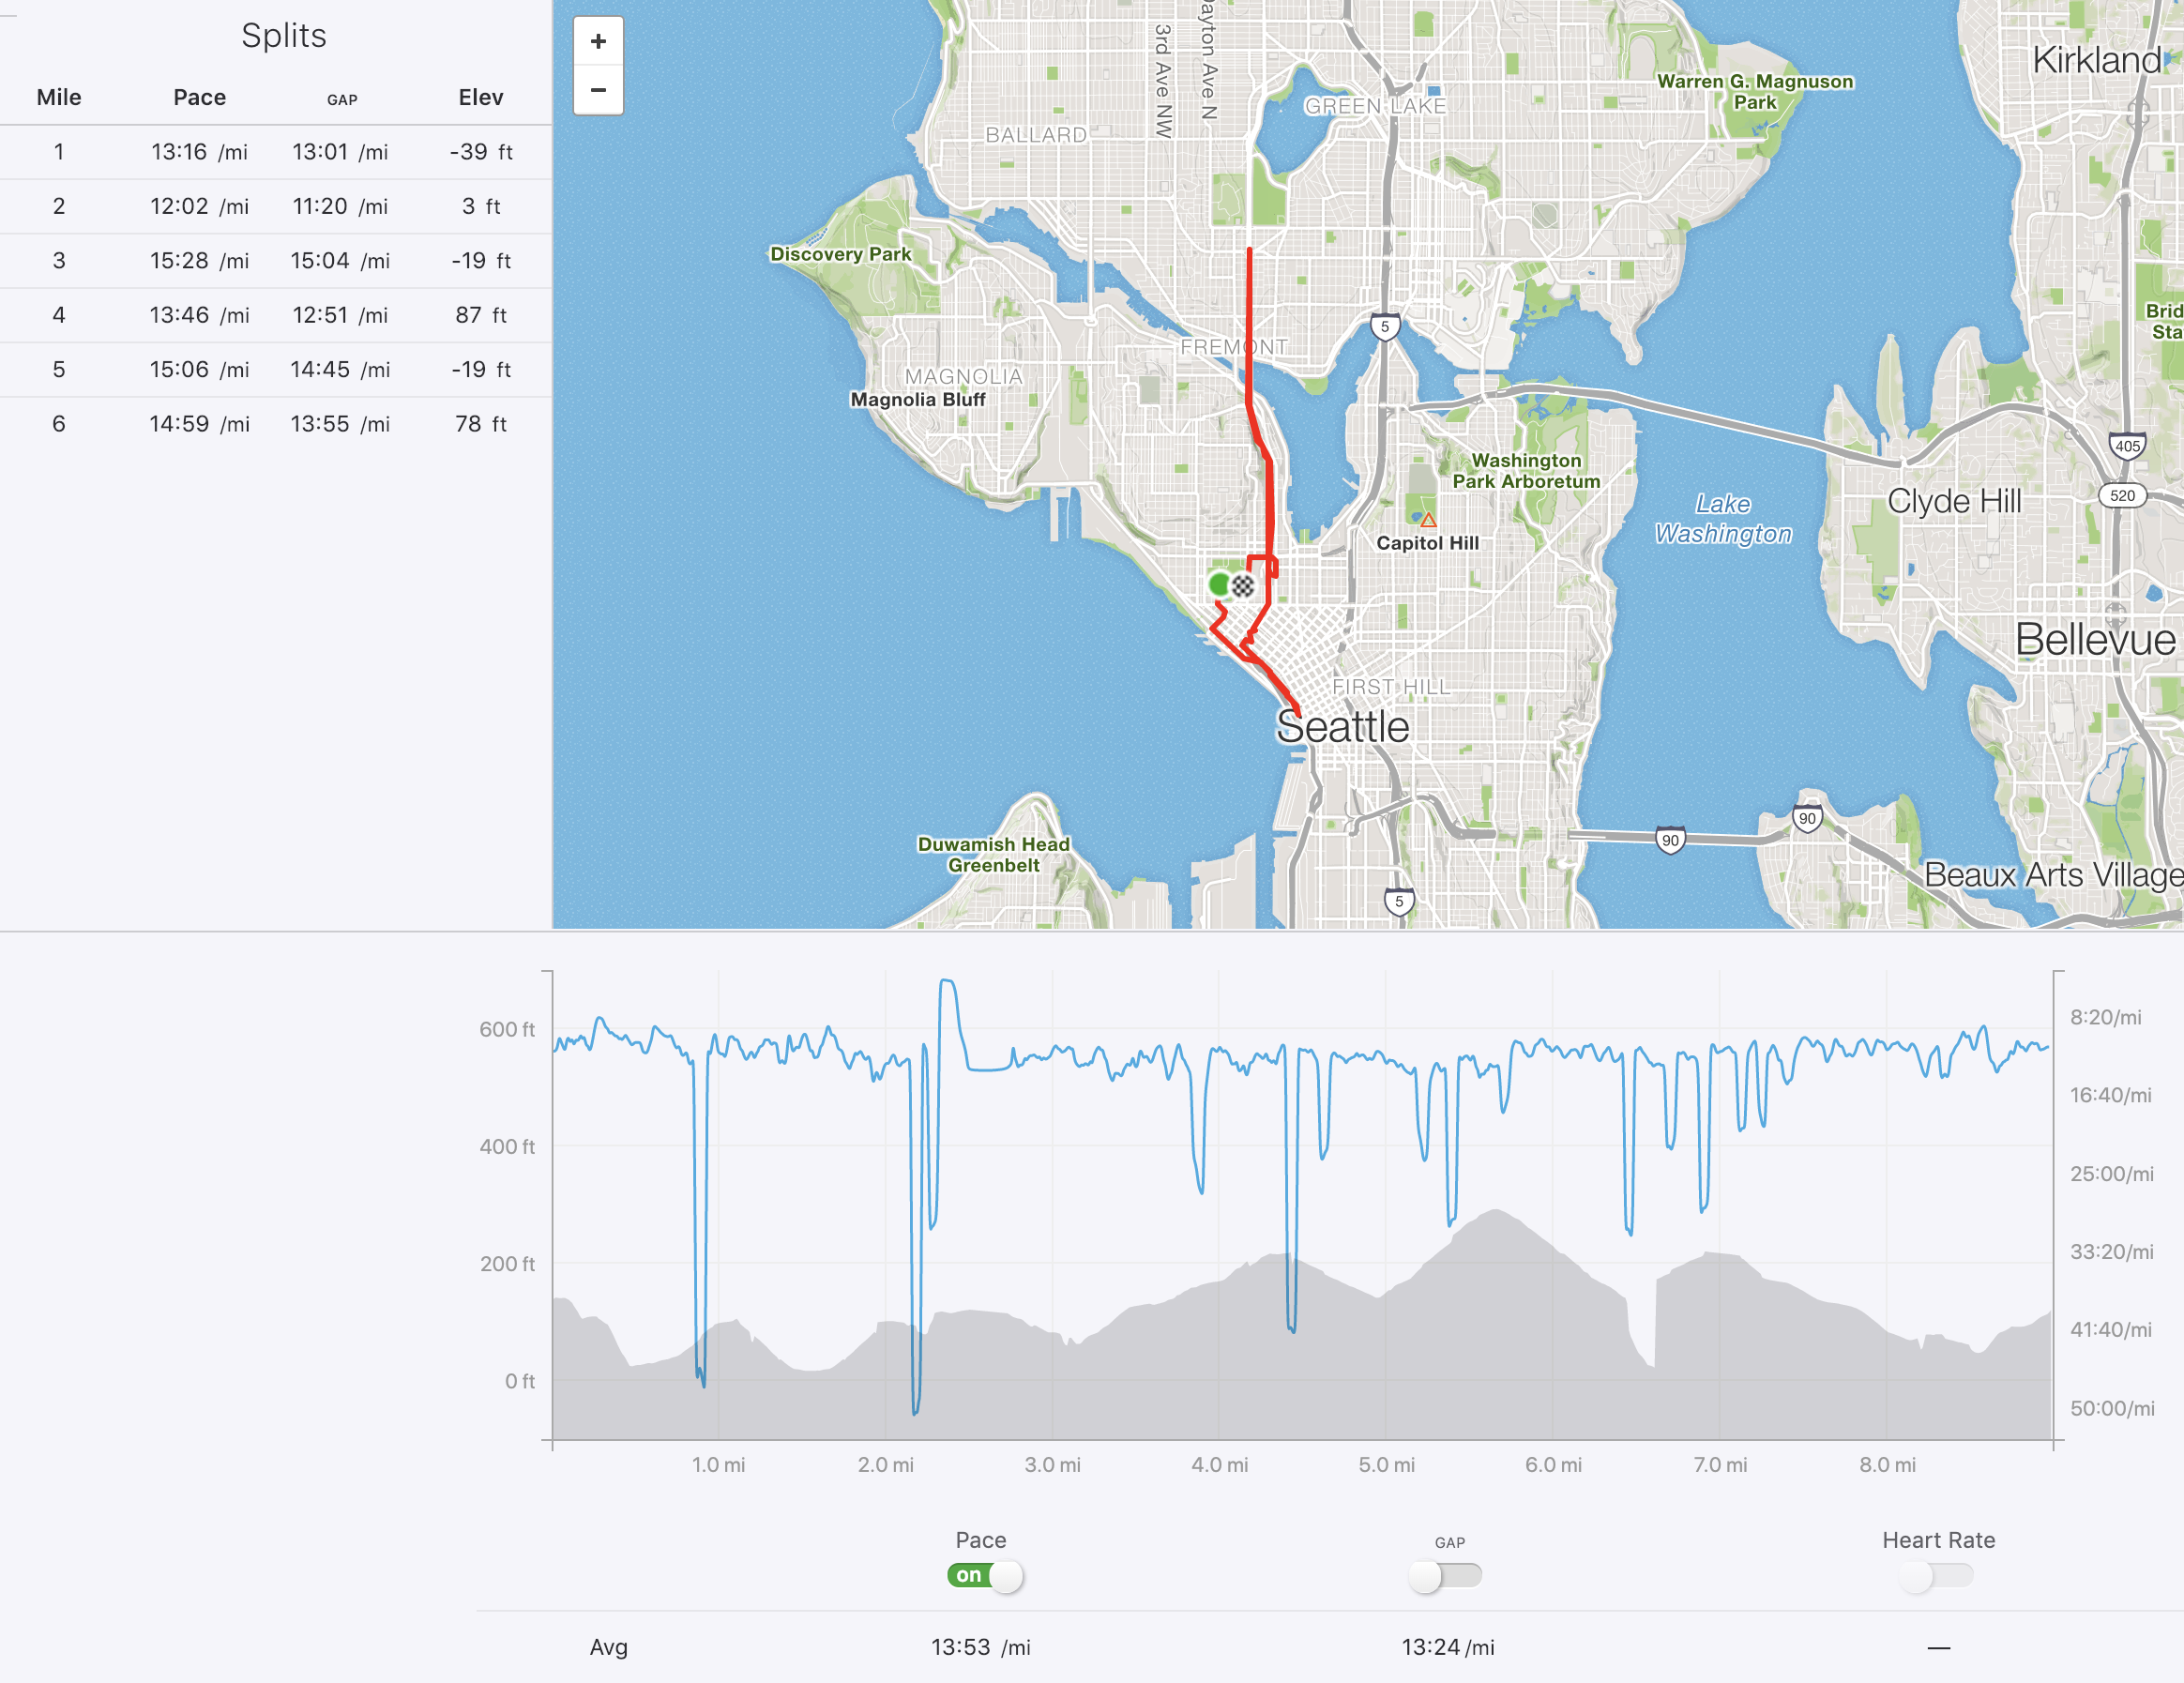 Splits
Mile Pace GAP Elev
1 13:16 /mi 13:01 /mi -39 ft
2 12:02 /mi 11:20 /mi 3 ft
3 15:28 /mi 15:04 /mi -19 ft
4 13:46 /mi 12:51 /mi 87 ft
5 15:06 /mi 14:45 /mi -19 ft
6 14:59 /mi 13:55 /mi 78 ft
+
−
3rd Ave NW
ayton Ave N
Kirkland
Warren G. Magnuson
Park
GREEN LAKE
BALLARD
Discovery Park
Brid
Sta
5
FREMONT
MAGNOLIA
Magnolia Bluff
405
Washington
Park Arboretum
520
Clyde Hill
Lake
Washington
Capitol Hill
Bellevue
FIRST HILL
Seattle
90
90
Duwamish Head
Greenbelt
Beaux Arts Village
5
600 ft
400 ft
200 ft
0 ft
8:20/mi
16:40/mi
25:00/mi
33:20/mi
41:40/mi
50:00/mi
1.0 mi 2.0 mi 3.0 mi 4.0 mi 5.0 mi 6.0 mi 7.0 mi 8.0 mi
Pace GAP Heart Rate
on
Avg 13:53 /mi 13:24 /mi —